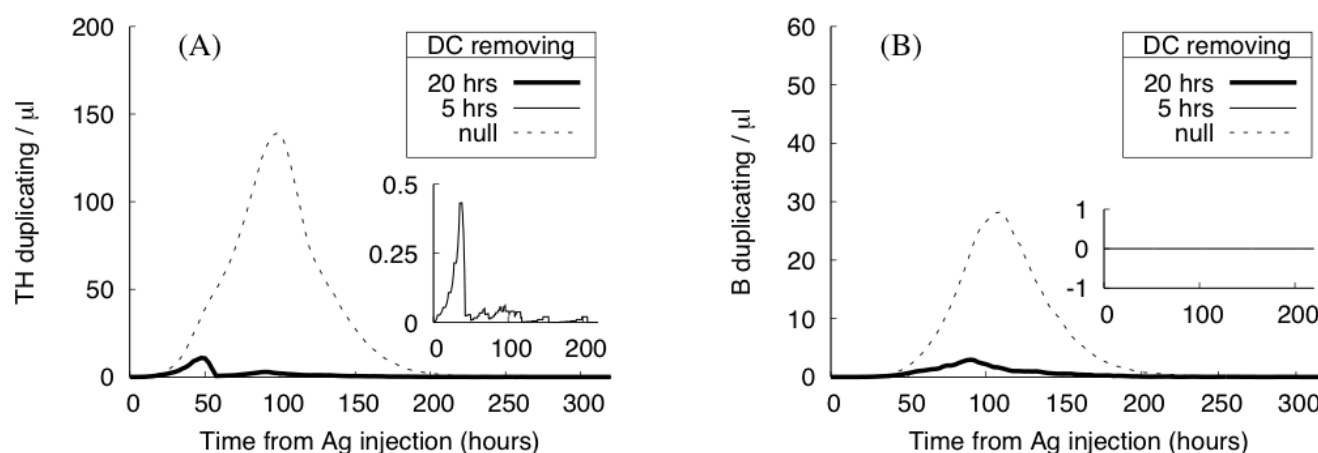 (A)
TH duplicating / µl
200
150
100
50
0
DC removing
20 hrs
5 hrs
null
0.5
0.25
0
0 100 200
0 50 100 150 200 250 300
Time from Ag injection (hours)
(B)
B duplicating / µl
60
50
40
30
20
10
0
DC removing
20 hrs
5 hrs
null
1
0
-1
0 100 200
0 50 100 150 200 250 300
Time from Ag injection (hours)